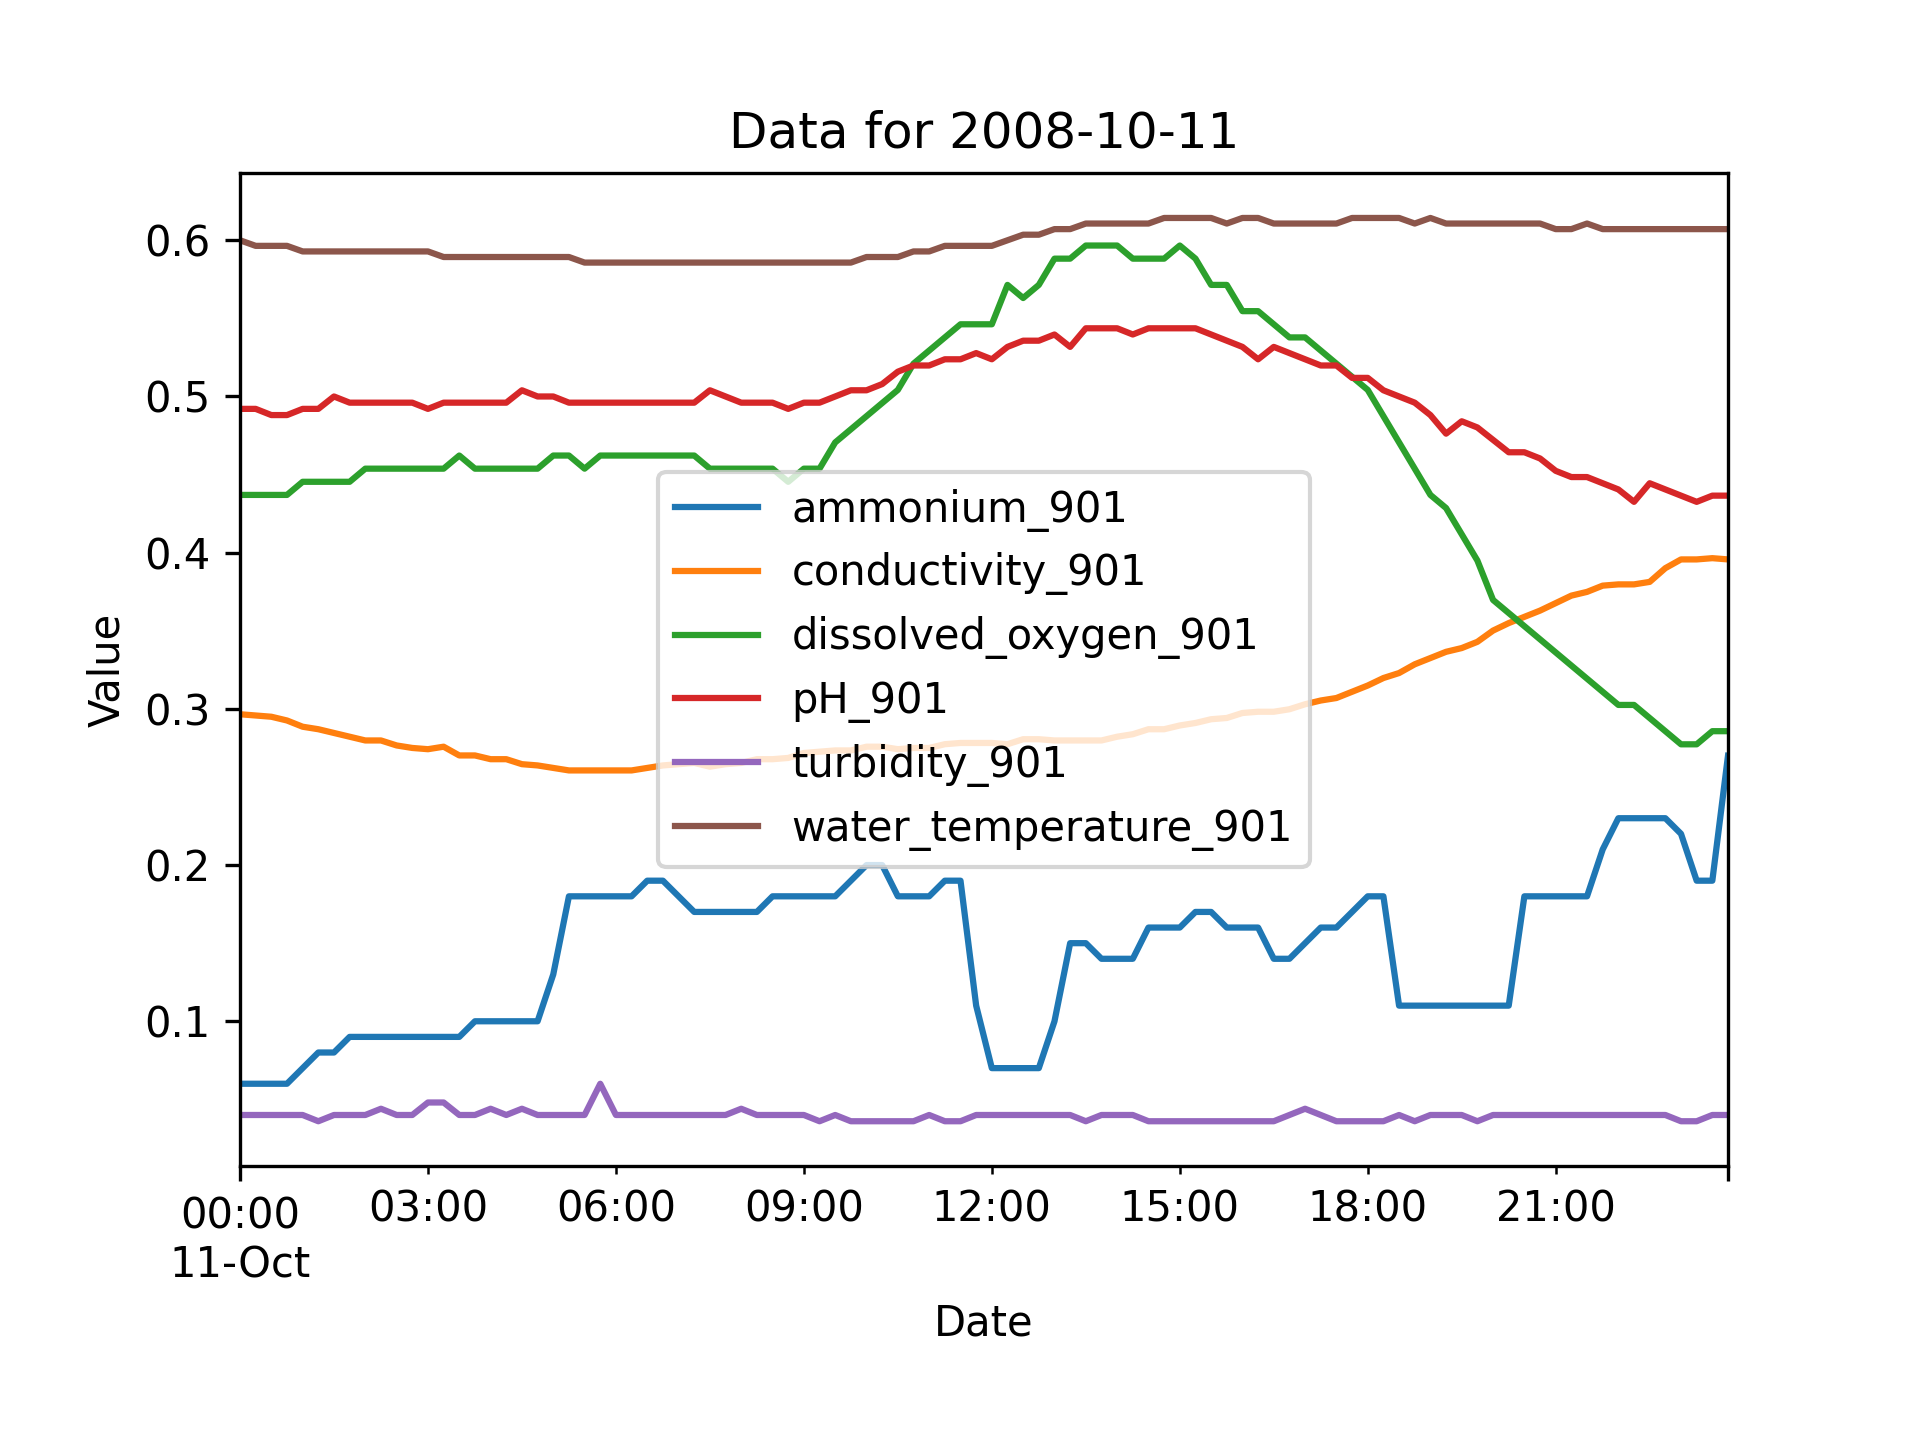 Data for 2008-10-11
Value
0.6
0.5
0.4
0.3
0.2
0.1
ammonium_901
conductivity_901
dissolved_oxygen_901
pH_901
turbidity_901
water_temperature_901
00:00 03:00 06:00 09:00 12:00 15:00 18:00 21:00
11-Oct
Date